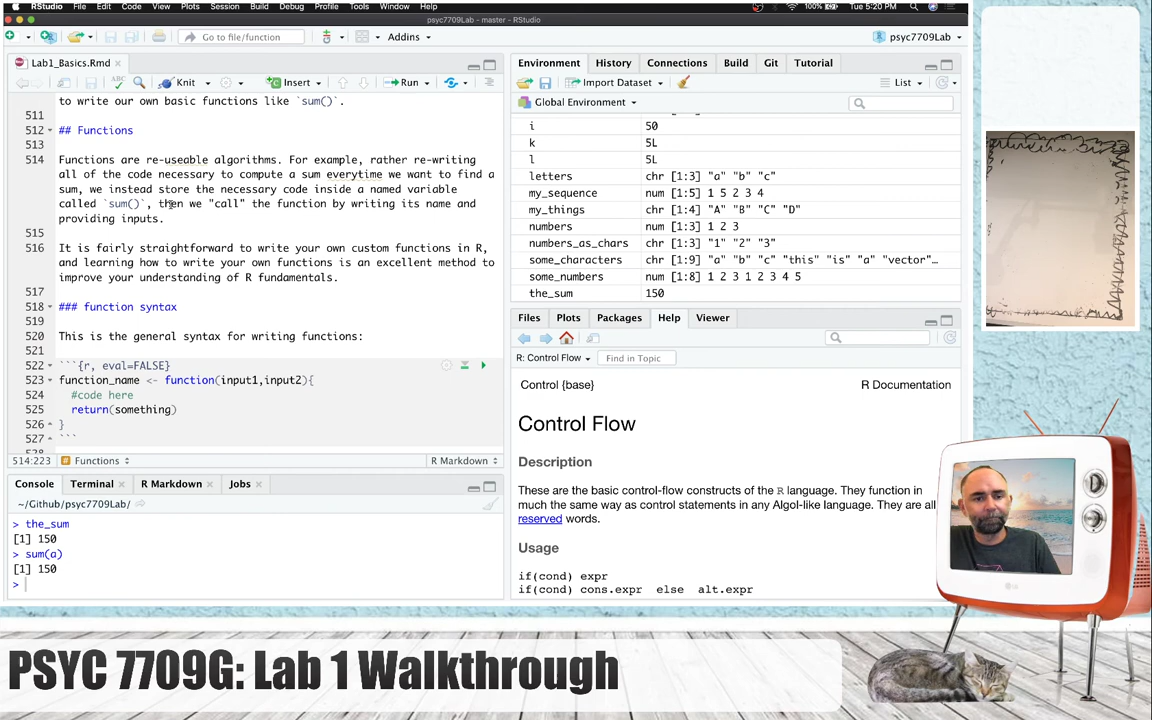 RStudio File Edit Code View Plots Session Build Debug Profile Tools Window Help 100% Tue 5:20 PM
psyc7709Lab - master - RStudio
Go to file/function Addins psyc7709Lab
Lab1_Basics.Rmd
ABC Knit Insert Run
to write our own basic functions like `sum()`.
511
512 ## Functions
513
514 Functions are re-useable algorithms. For example, rather re-writing
all of the code necessary to compute a sum everytime we want to find a
sum, we instead store the necessary code inside a named variable
called `sum()`, then we "call" the function by writing its name and
providing inputs.
515
516 It is fairly straightforward to write your own custom functions in R,
and learning how to write your own functions is an excellent method to
improve your understanding of R fundamentals.
517
518 ### function syntax
519
520 This is the general syntax for writing functions:
521
522 ```{r, eval=FALSE}
523 function_name <- function(input1,input2){
524 #code here
525 return(something)
526 }
527 ```
514:223 # Functions R Markdown
Console Terminal R Markdown Jobs
~/Github/psyc7709Lab/
> the_sum
[1] 150
> sum(a)
[1] 150
>
Environment History Connections Build Git Tutorial
Import Dataset List
Global Environment
i 50
k 5L
l 5L
letters chr [1:3] "a" "b" "c"
my_sequence num [1:5] 1 5 2 3 4
my_things chr [1:4] "A" "B" "C" "D"
numbers num [1:3] 1 2 3
numbers_as_chars chr [1:3] "1" "2" "3"
some_characters chr [1:9] "a" "b" "c" "this" "is" "a" "vector"…
some_numbers num [1:8] 1 2 3 1 2 3 4 5
the_sum 150
Files Plots Packages Help Viewer
R: Control Flow Find in Topic
Control {base} R Documentation
Control Flow
Description
These are the basic control-flow constructs of the R language. They function in
much the same way as control statements in any Algol-like language. They are all
reserved words.
Usage
if(cond) expr
if(cond) cons.expr else alt.expr
LG
PSYC 7709G: Lab 1 Walkthrough